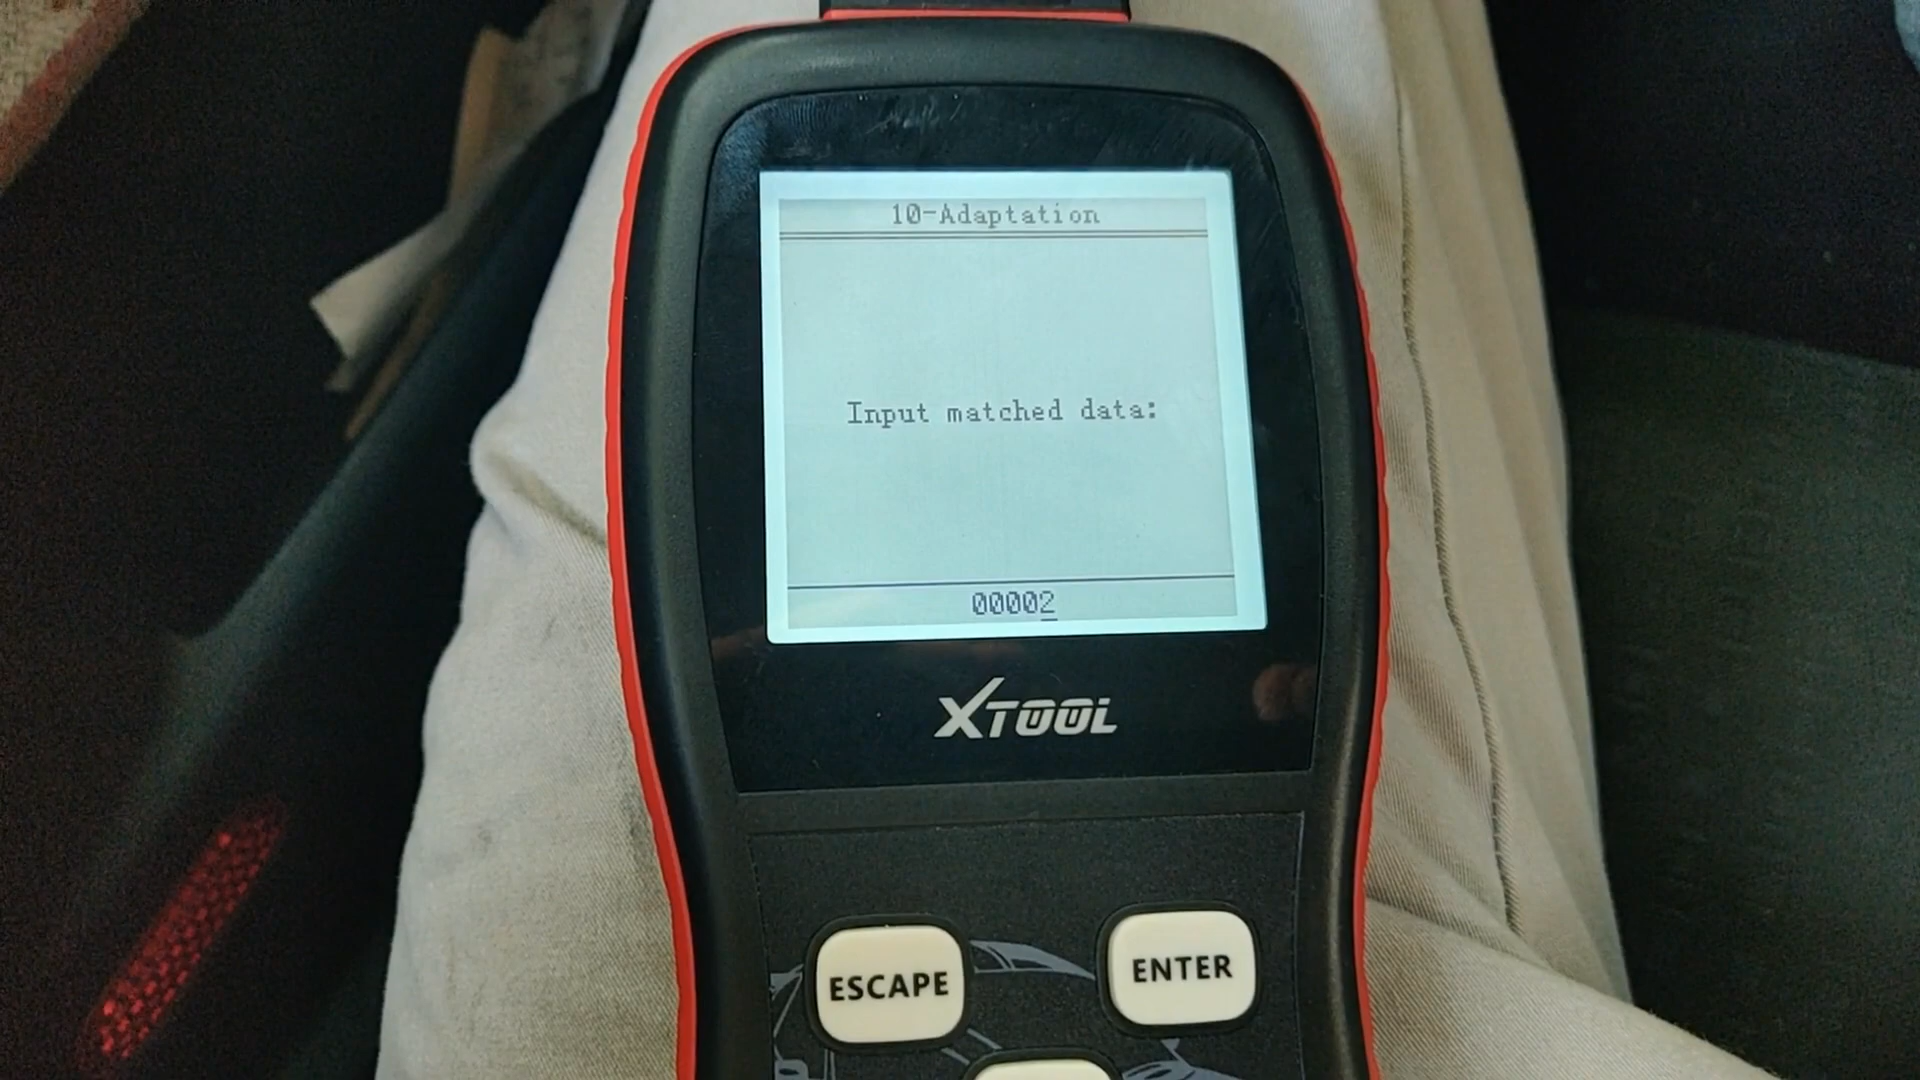 10-Adaptation
Input matched data:
00002
XTOOL
ESCAPE
ENTER